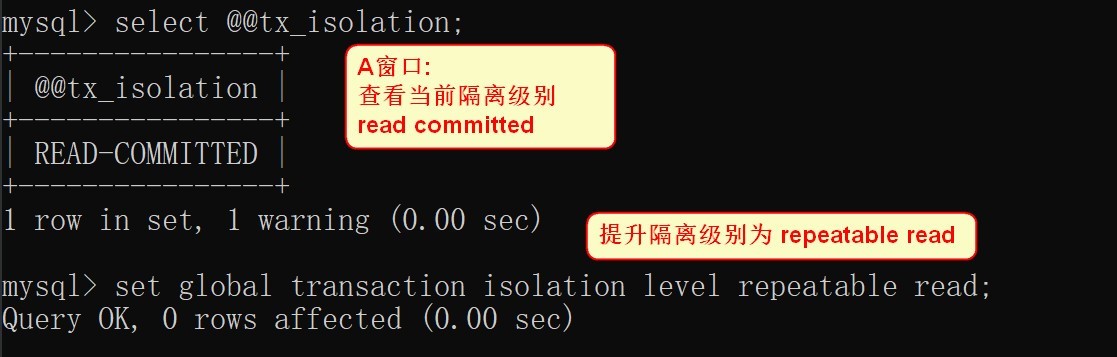 mysql> select @@tx_isolation;
+----------------+
| @@tx_isolation |
+----------------+
| READ-COMMITTED |
+----------------+
1 row in set, 1 warning (0.00 sec)
A窗口:
查看当前隔离级别
read committed
提升隔离级别为 repeatable read
mysql> set global transaction isolation level repeatable read;
Query OK, 0 rows affected (0.00 sec)